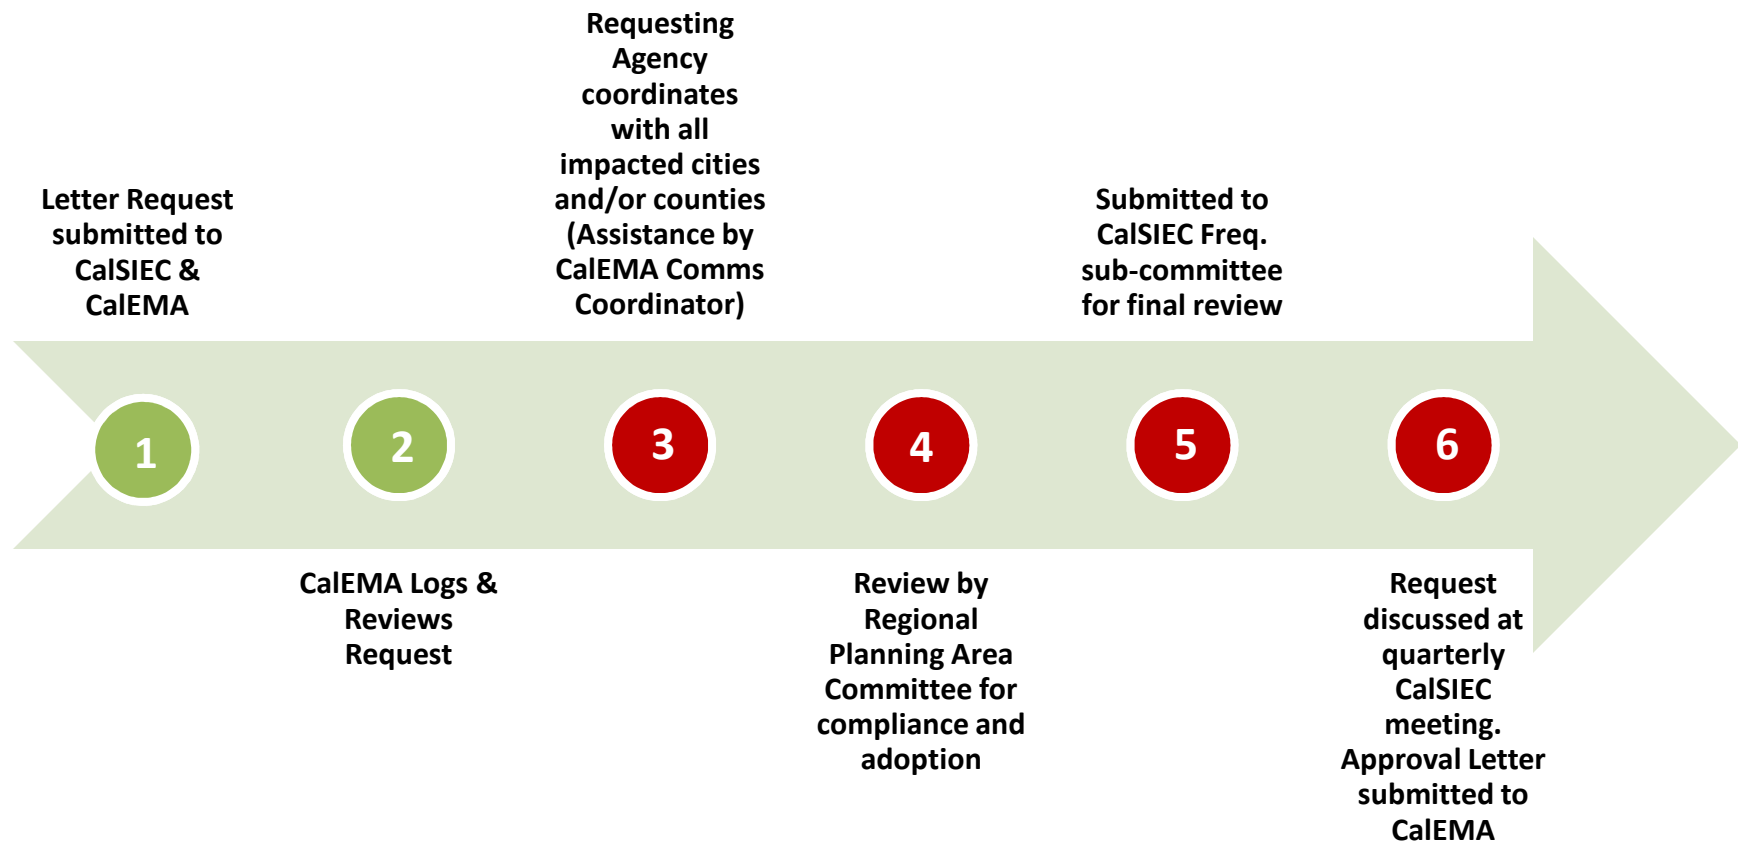 Letter Request
submitted to
CalSIEC &
CalEMA
1
CalEMA Logs &
Reviews
Request
2
Requesting
Agency
coordinates
with all
impacted cities
and/or counties
(Assistance by
CalEMA Comms
Coordinator)
3
Review by
Regional
Planning Area
Committee for
compliance and
adoption
4
Submitted to
CalSIEC Freq.
sub-committee
for final review
5
Request
discussed at
quarterly
CalSIEC
meeting.
Approval Letter
submitted to
CalEMA
6